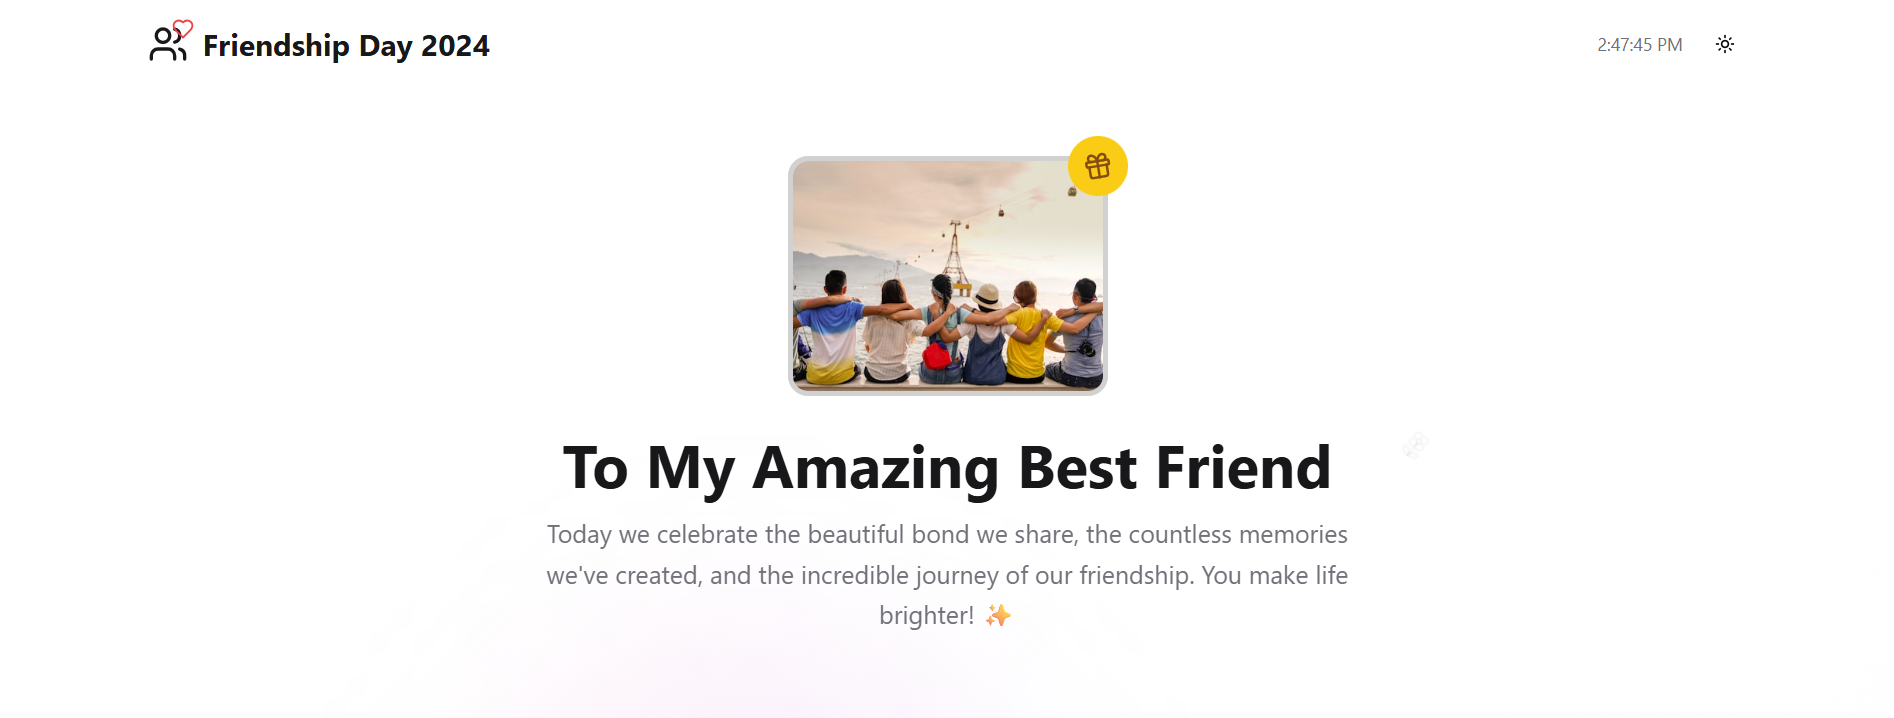 Friendship Day 2024
2:47:45 PM
To My Amazing Best Friend
Today we celebrate the beautiful bond we share, the countless memories
we've created, and the incredible journey of our friendship. You make life
brighter! ✨